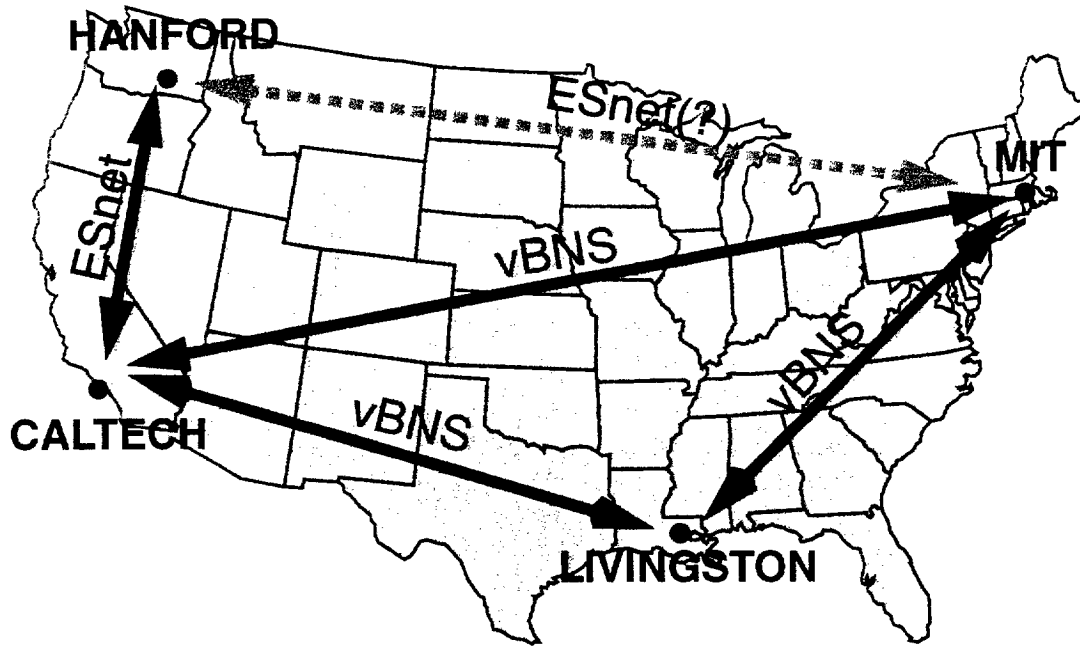 HANFORD
ESnet(?)
MIT
ESnet
vBNS
vBNS
vBNS
CALTECH
LIVINGSTON